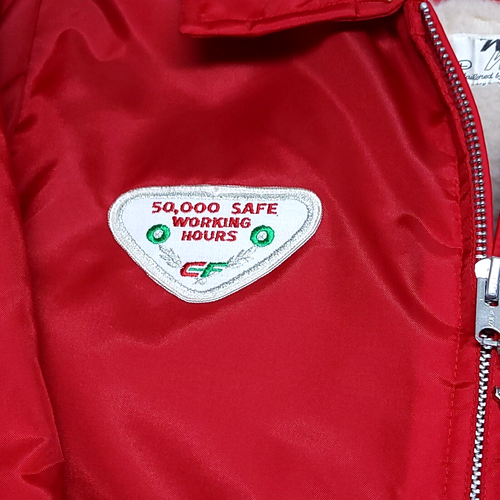 50,000 SAFE
WORKING
HOURS
CF